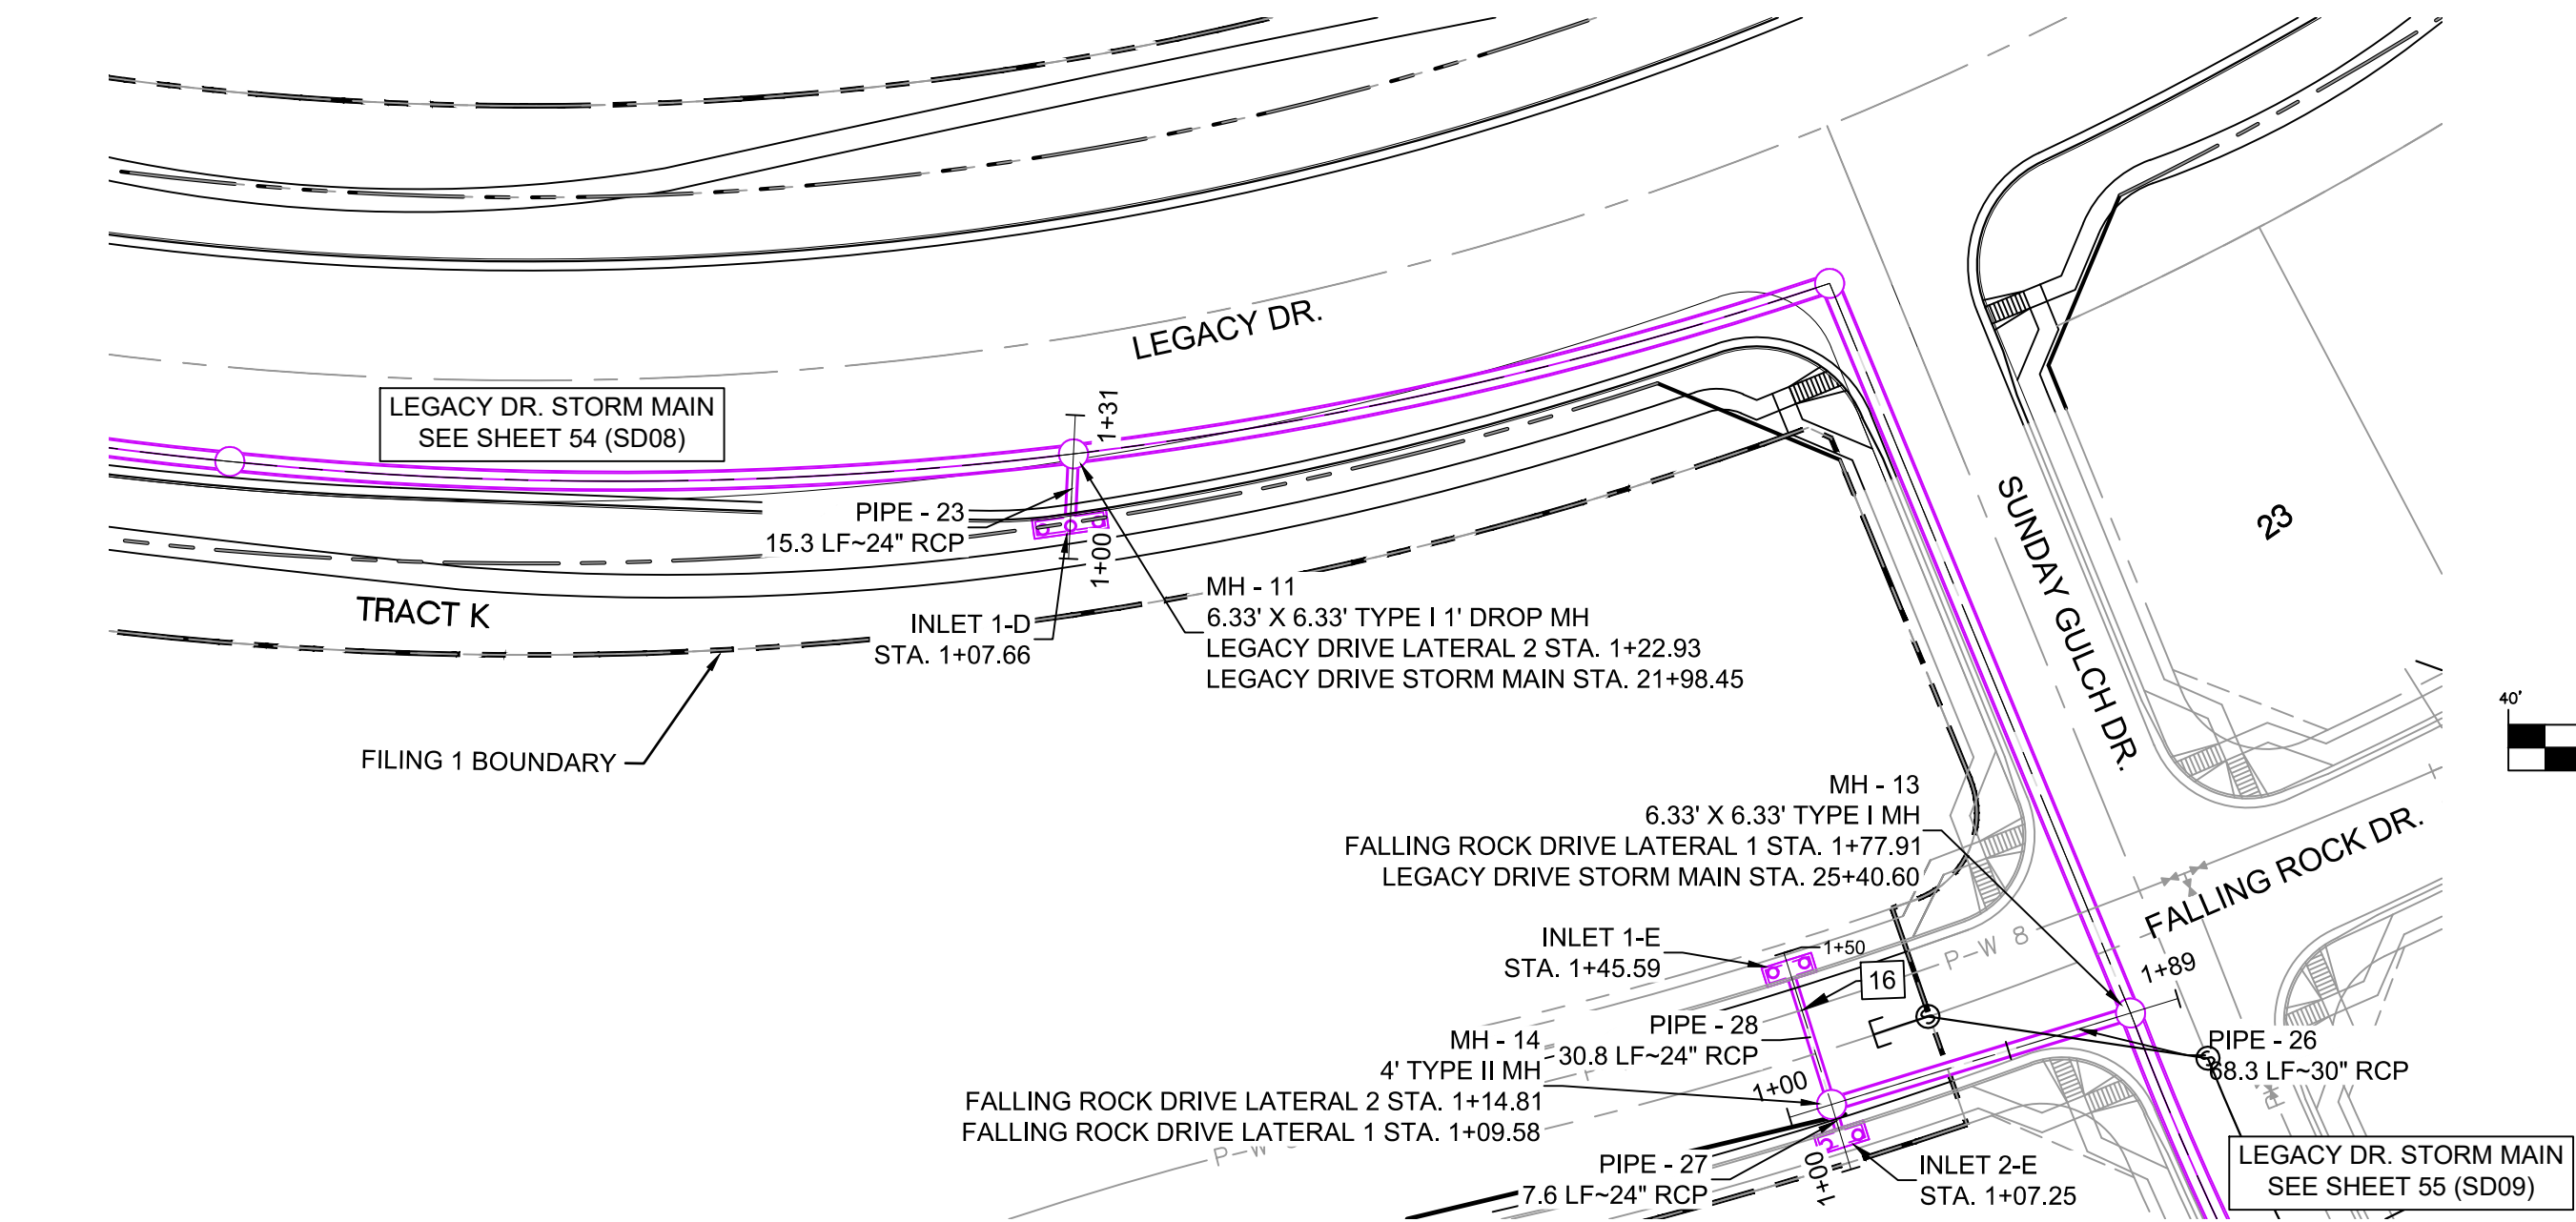 LEGACY DR.
LEGACY DR. STORM MAIN
SEE SHEET 54 (SD08)
1+31
PIPE - 23
15.3 LF~24" RCP
1+00
TRACT K
INLET 1-D
STA. 1+07.66
MH - 11
6.33' X 6.33' TYPE I 1' DROP MH
LEGACY DRIVE LATERAL 2 STA. 1+22.93
LEGACY DRIVE STORM MAIN STA. 21+98.45
FILING 1 BOUNDARY
SUNDAY GULCH DR.
23
40'
MH - 13
6.33' X 6.33' TYPE I MH
FALLING ROCK DRIVE LATERAL 1 STA. 1+77.91
LEGACY DRIVE STORM MAIN STA. 25+40.60
FALLING ROCK DR.
INLET 1-E
STA. 1+45.59
1+50
16
P-W 8
1+89
S
PIPE - 28
30.8 LF~24" RCP
MH - 14
4' TYPE II MH
FALLING ROCK DRIVE LATERAL 2 STA. 1+14.81
FALLING ROCK DRIVE LATERAL 1 STA. 1+09.58
1+00
PIPE - 26
68.3 LF~30" RCP
S
P-W
PIPE - 27
7.6 LF~24" RCP
1+00
INLET 2-E
STA. 1+07.25
LEGACY DR. STORM MAIN
SEE SHEET 55 (SD09)